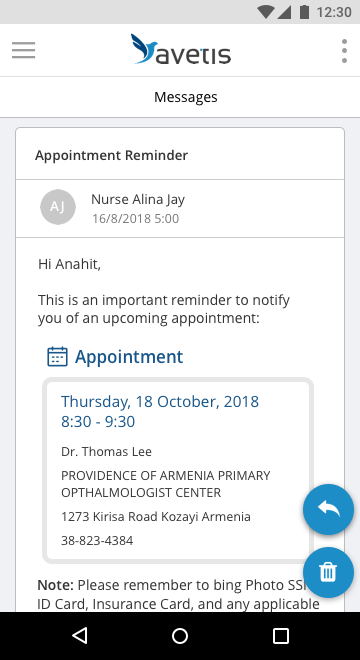 12:30
avetis
Messages
Appointment Reminder
AJ
Nurse Alina Jay
16/8/2018 5:00
Hi Anahit,
This is an important reminder to notify
you of an upcoming appointment:
Appointment
Thursday, 18 October, 2018
8:30 - 9:30
Dr. Thomas Lee
PROVIDENCE OF ARMENIA PRIMARY
OPTHALMOLOGIST CENTER
1273 Kirisa Road Kozayi Armenia
38-823-4384
Note: Please remember to bing Photo
ID Card, Insurance Card, and any applicable